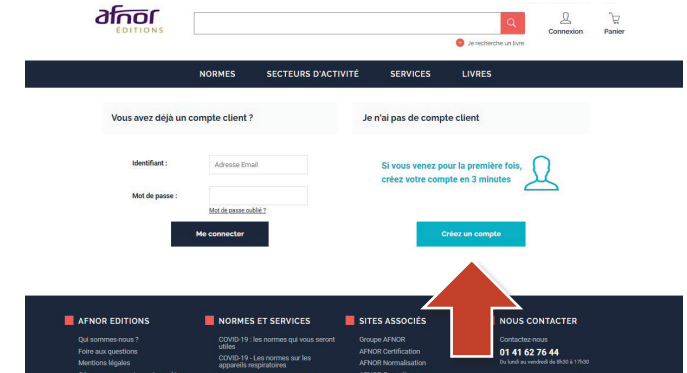 afnor
EDITIONS
Je recherche un livre
Connexion
Panier
NORMES SECTEURS D'ACTIVITÉ SERVICES LIVRES
Vous avez déjà un compte client ?
Identifiant :
Adresse Email
Mot de passe :
Mot de passe oublié ?
Me connecter
Je n'ai pas de compte client
Si vous venez pour la première fois,
créez votre compte en 3 minutes
Créez un compte
AFNOR EDITIONS
Qui sommes-nous ?
Foire aux questions
Mentions légales
NORMES ET SERVICES
COVID-19 : les normes qui vous seront
utiles
COVID-19 - Les normes sur les
appareils respiratoires
SITES ASSOCIÉS
Groupe AFNOR
AFNOR Certification
AFNOR Normalisation
NOUS CONTACTER
Contactez-nous
01 41 62 76 44
Du lundi au vendredi de 8h30 à 17h30